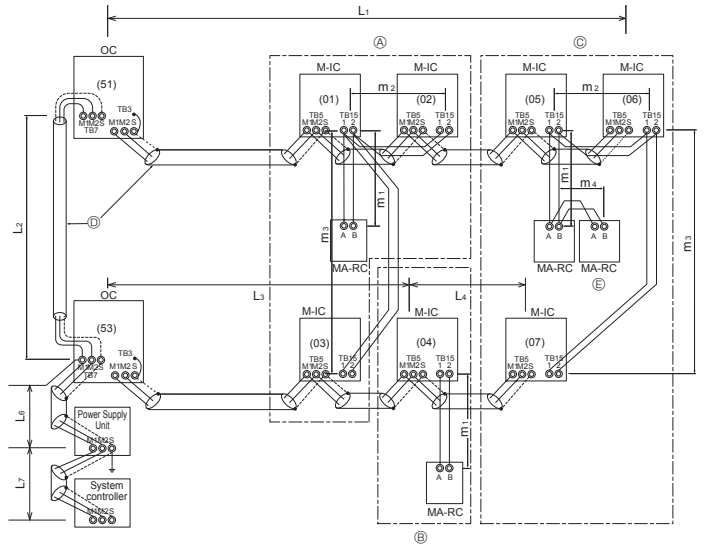 L1
OC
(51)
TB3
M1M2S
TB7
M1M2 S
Ⓐ
M-IC
M-IC
m2
(01)
(02)
TB5
M1M2S
TB15
1 2
TB5
M1M2S
TB15
1 2
Ⓒ
M-IC
M-IC
m2
(05)
(06)
TB5
M1M2S
TB15
1 2
TB5
M1M2S
TB15
1 2
L2
Ⓓ
m3
m1
A B
MA-RC
m1
m4
A B
A B
MA-RC
MA-RC
Ⓔ
m3
OC
L3
L4
(53)
TB3
M1M2S
TB7
M1M2 S
M-IC
M-IC
M-IC
(03)
(04)
(07)
TB5
M1M2S
TB15
1 2
TB5
M1M2S
TB15
1 2
TB5
M1M2S
TB15
1 2
L6
Power Supply
Unit
M1M2S
m1
A B
MA-RC
L7
System
controller
M1M2S
Ⓑ